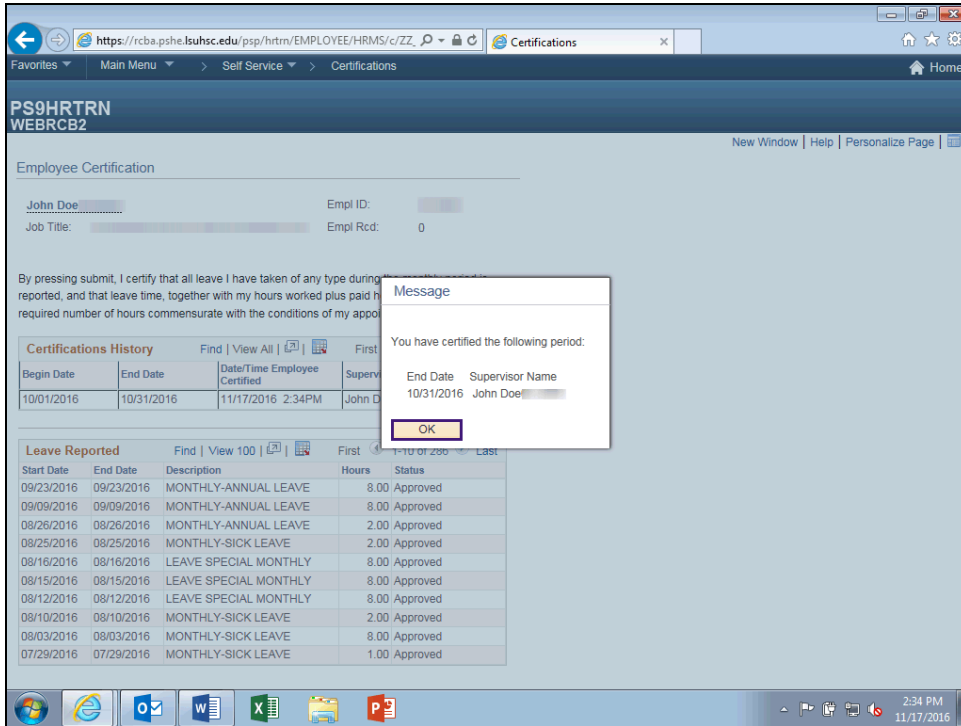 https://rcba.pshe.lsuhsc.edu/psp/hrtrn/EMPLOYEE/HRMS/c/ZZ_
Certifications
Favorites Main Menu > Self Service > Certifications Home
PS9HRTRN
WEBRCB2
New Window | Help | Personalize Page |
Employee Certification
John Doe Empl ID:
Job Title: Empl Rcd: 0
By pressing submit, I certify that all leave I have taken of any type during the monthly period is
reported, and that leave time, together with my hours worked plus paid h
required number of hours commensurate with the conditions of my appoi
Message
You have certified the following period:
End Date Supervisor Name
10/31/2016 John Doe
OK
Certifications History Find | View All | First
Begin Date End Date Date/Time Employee Certified Supervi
10/01/2016 10/31/2016 11/17/2016 2:34PM John D
Leave Reported Find | View 100 | First 1-10 of 286 Last
Start Date End Date Description Hours Status
09/23/2016 09/23/2016 MONTHLY-ANNUAL LEAVE 8.00 Approved
09/09/2016 09/09/2016 MONTHLY-ANNUAL LEAVE 8.00 Approved
08/26/2016 08/26/2016 MONTHLY-ANNUAL LEAVE 2.00 Approved
08/25/2016 08/25/2016 MONTHLY-SICK LEAVE 2.00 Approved
08/16/2016 08/16/2016 LEAVE SPECIAL MONTHLY 8.00 Approved
08/15/2016 08/15/2016 LEAVE SPECIAL MONTHLY 8.00 Approved
08/12/2016 08/12/2016 LEAVE SPECIAL MONTHLY 8.00 Approved
08/10/2016 08/10/2016 MONTHLY-SICK LEAVE 2.00 Approved
08/03/2016 08/03/2016 MONTHLY-SICK LEAVE 8.00 Approved
07/29/2016 07/29/2016 MONTHLY-SICK LEAVE 1.00 Approved
2:34 PM
11/17/2016